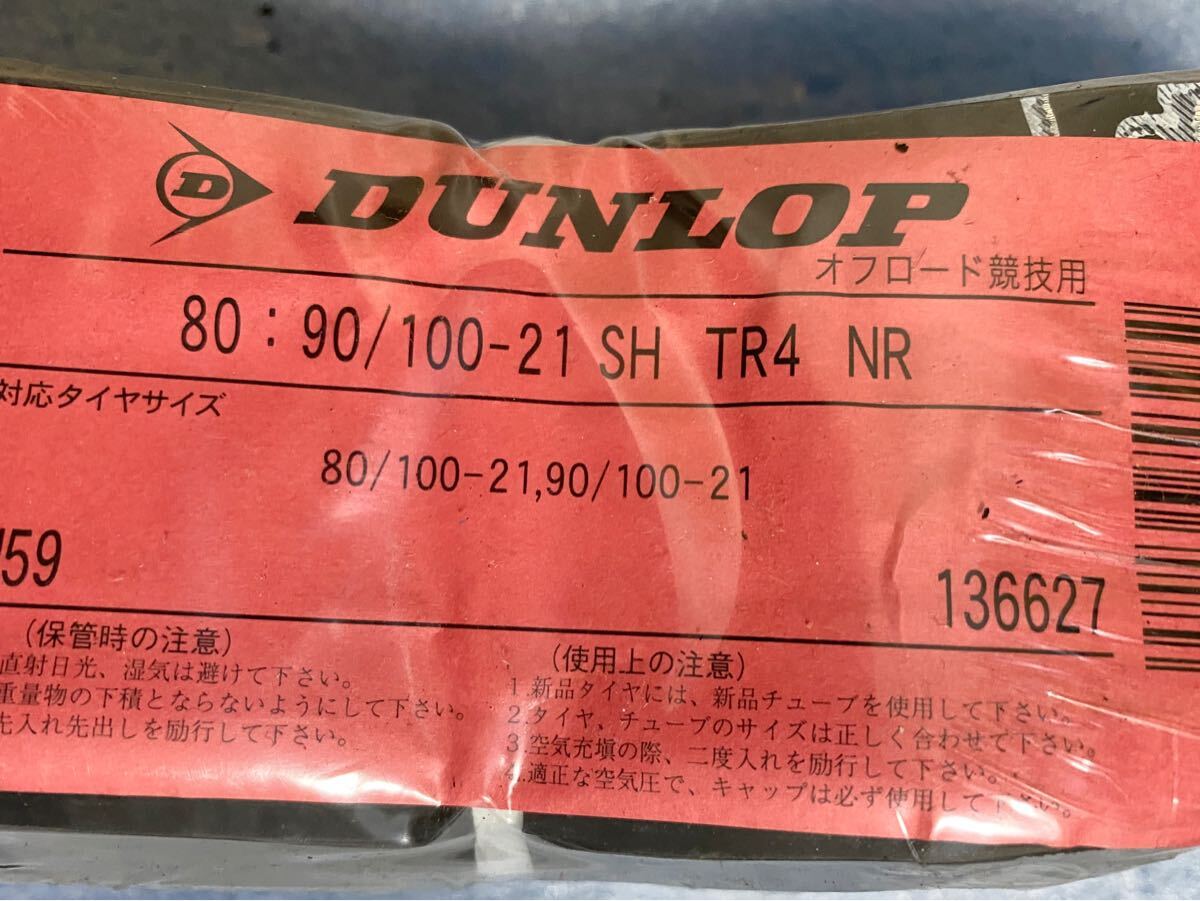 D DUNLOP
オフロード競技用
80 : 90/100-21 SH TR4 NR
対応タイヤサイズ
80/100-21,90/100-21
59
136627
(保管時の注意)
直射日光、湿気は避けて下さい。
重量物の下積とならないようにして下さい。
先入れ先出しを励行して下さい。
(使用上の注意)
1.新品タイヤには、新品チューブを使用して下さい。
2.タイヤ、チューブのサイズは正しく合わせて下さい。
3.空気充塡の際、二度入れを励行して下さい。
4.適正な空気圧で、キャップは必ず使用して下さい。